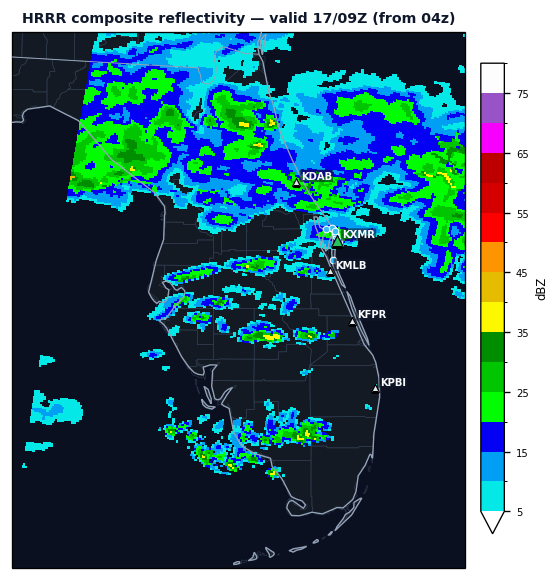 HRRR composite reflectivity — valid 17/09Z (from 04z)
75
65
55
45
35
25
15
5
dBZ
KDAB
KXMR
KMLB
KFPR
KPBI